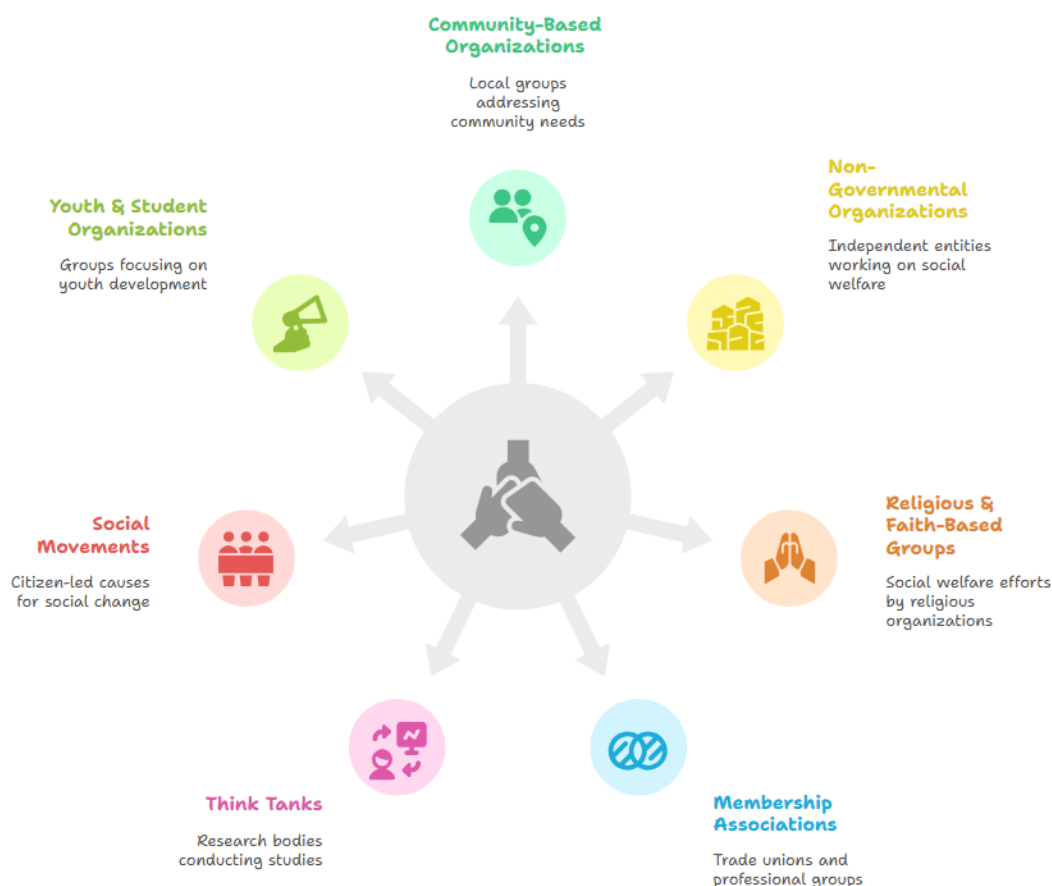 Community-Based
Organizations
Local groups
addressing
community needs
Non-
Governmental
Organizations
Independent entities
working on social
welfare
Youth & Student
Organizations
Groups focusing on
youth development
Religious &
Faith-Based
Groups
Social welfare efforts
by religious
organizations
Social
Movements
Citizen-led causes
for social change
Think Tanks
Research bodies
conducting studies
Membership
Associations
Trade unions and
professional groups